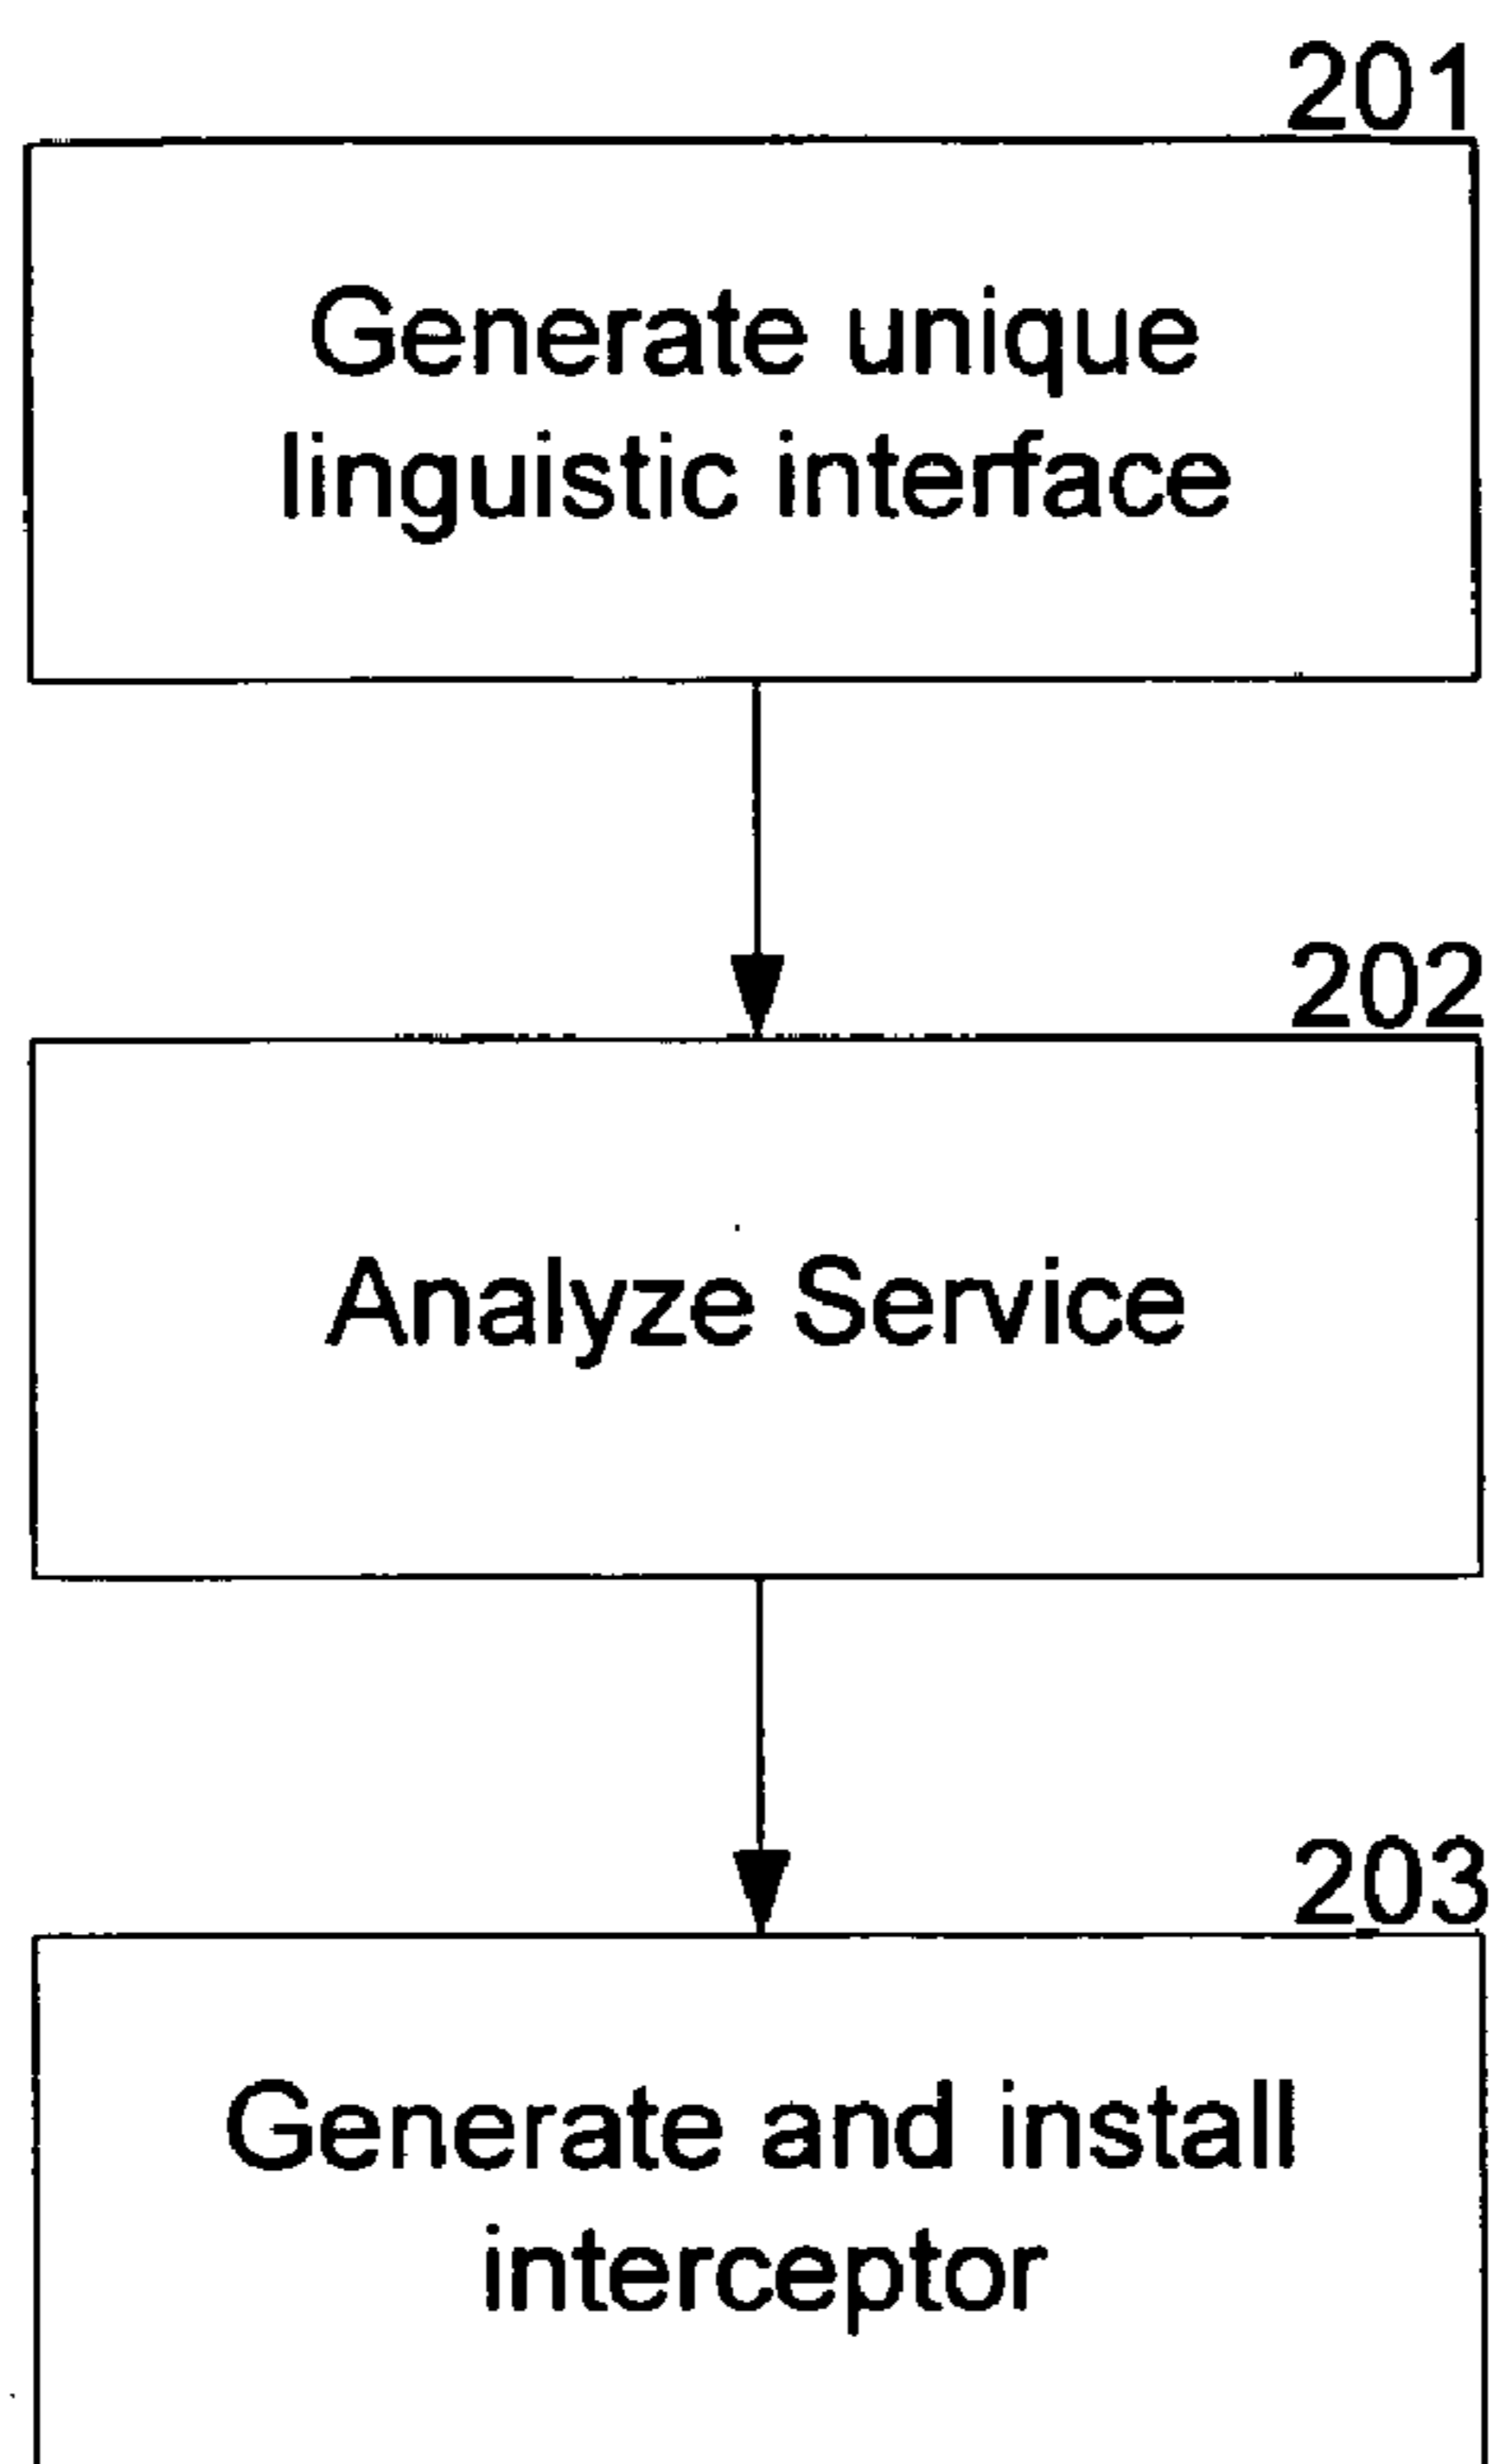 201
Generate unique
linguistic interface
202
Analyze Service
203
Generate and install
interceptor